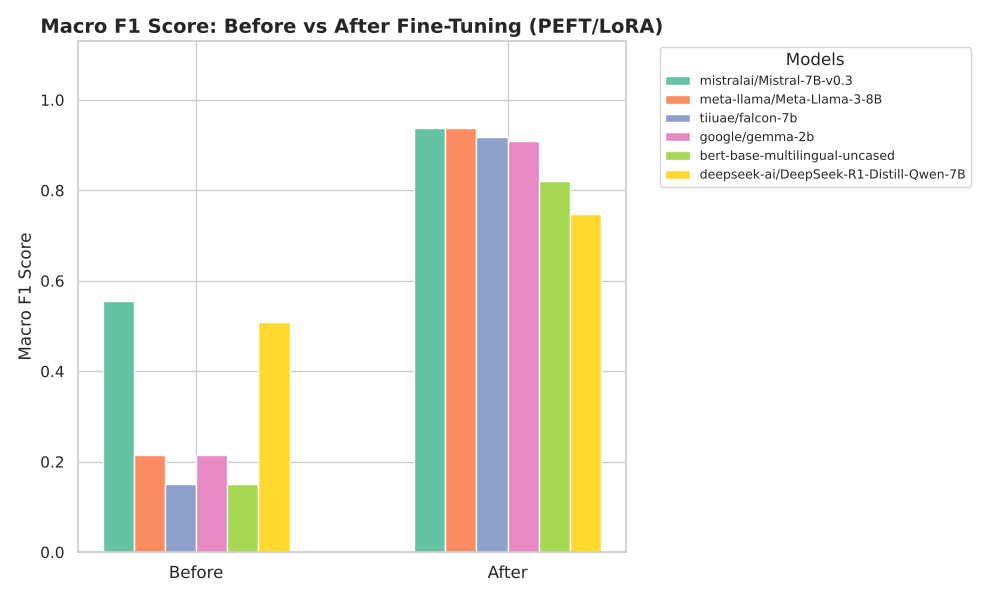 Macro F1 Score: Before vs After Fine-Tuning (PEFT/LoRA)
Models
mistralai/Mistral-7B-v0.3
meta-llama/Meta-Llama-3-8B
tiiuae/falcon-7b
google/gemma-2b
bert-base-multilingual-uncased
deepseek-ai/DeepSeek-R1-Distill-Qwen-7B
Macro F1 Score
1.0
0.8
0.6
0.4
0.2
0.0
Before
After